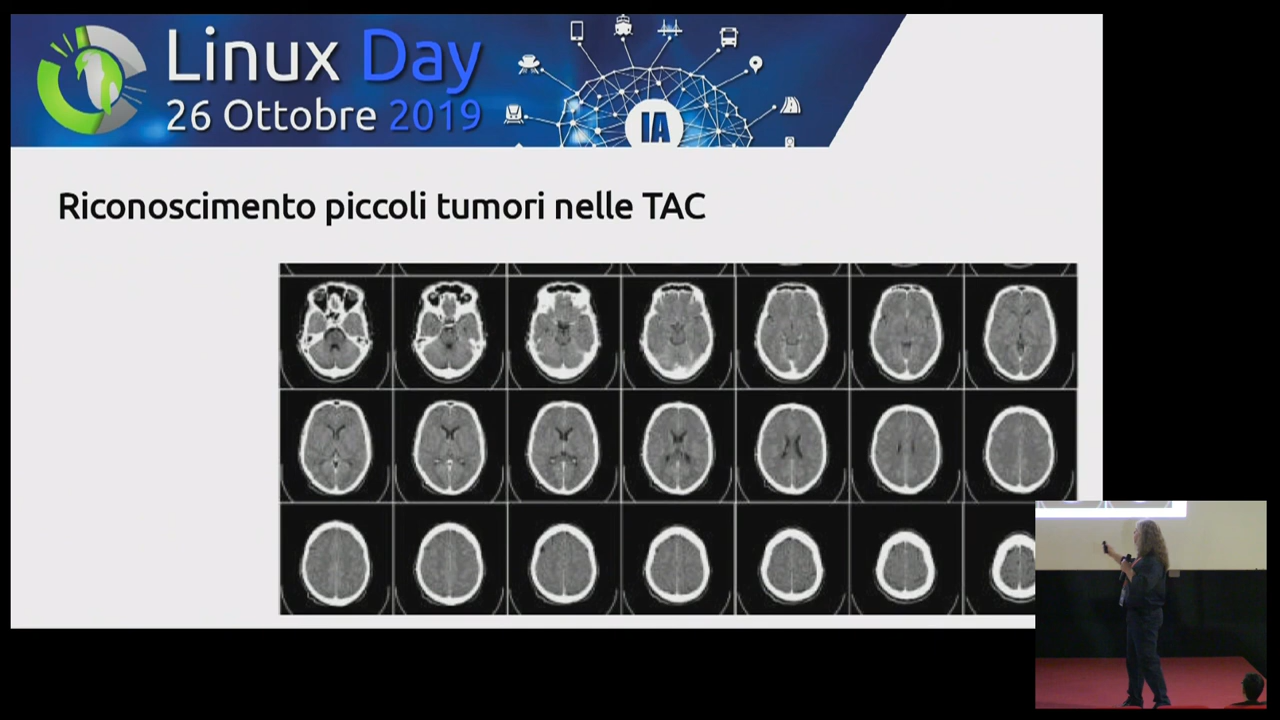 Linux Day
26 Ottobre 2019
IA
Riconoscimento piccoli tumori nelle TAC